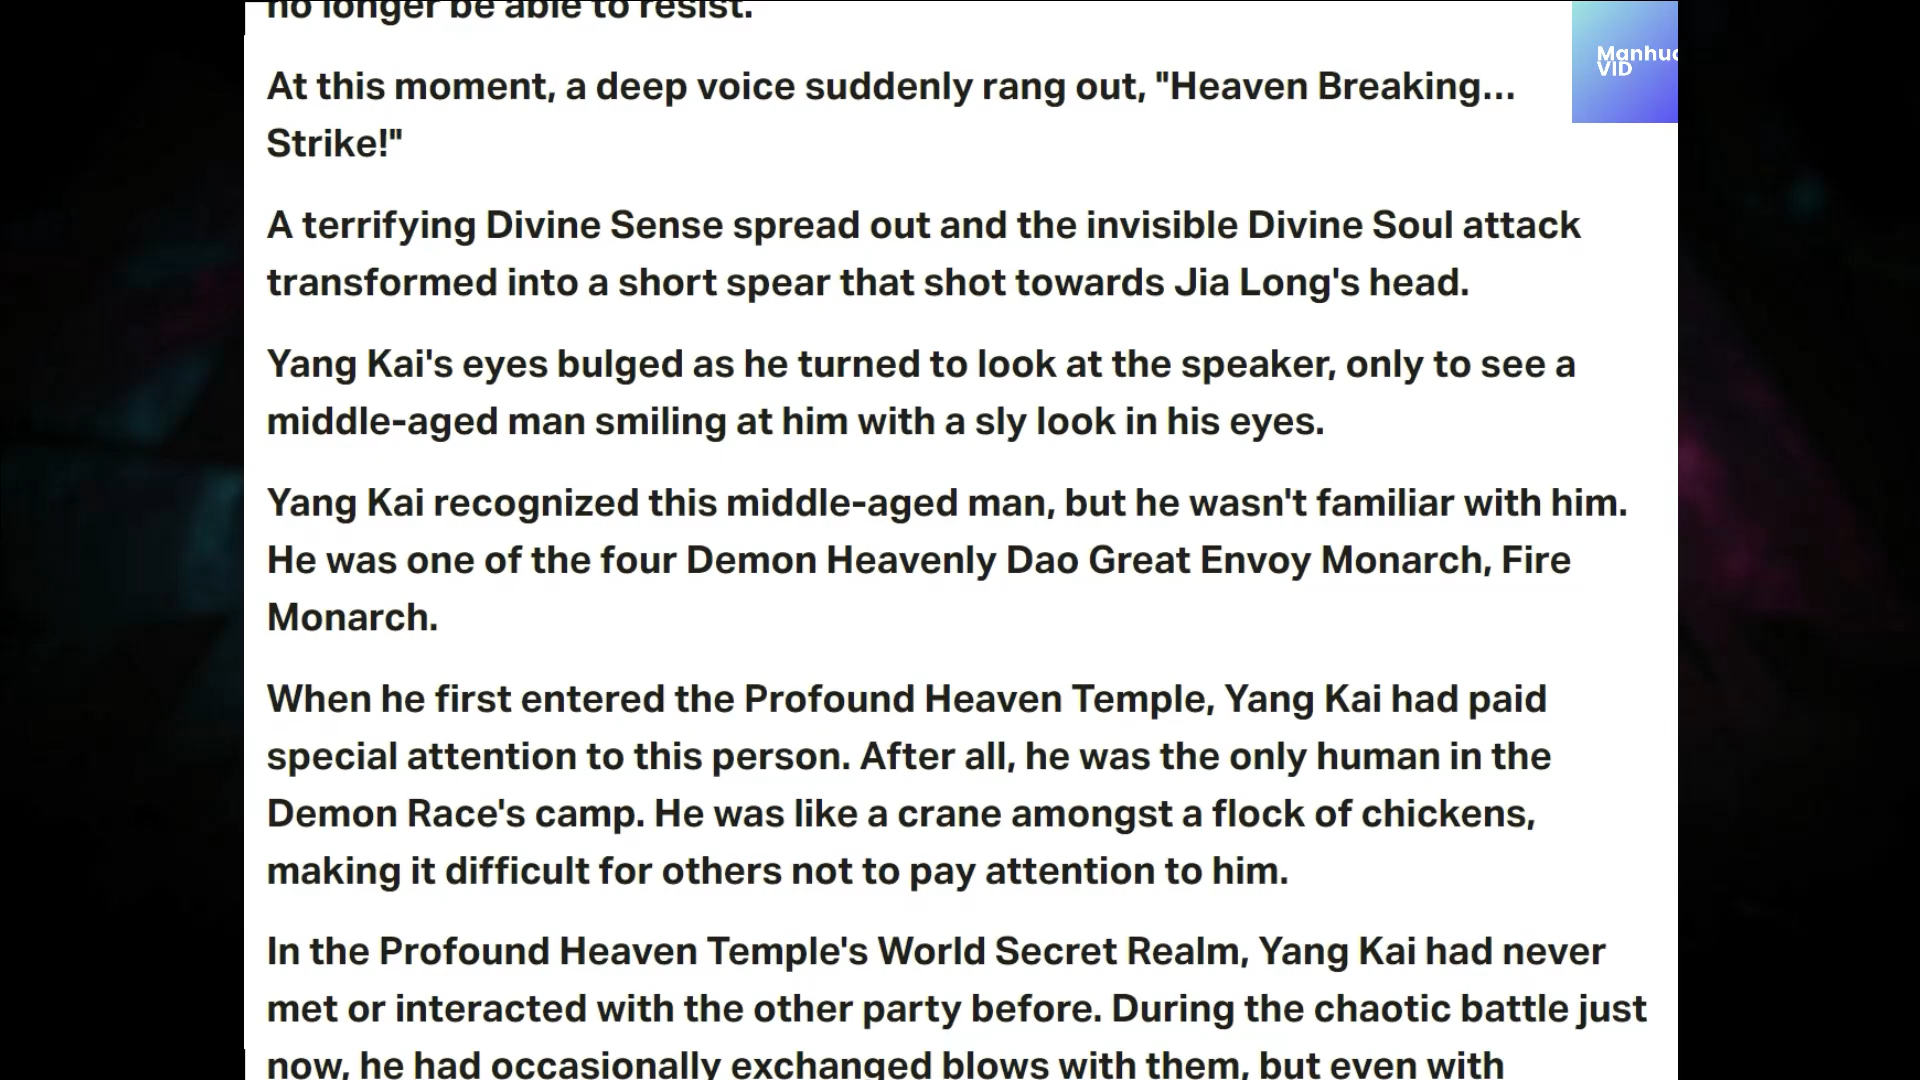 no longer be able to resist.
Manhua
VID
At this moment, a deep voice suddenly rang out, "Heaven Breaking...
Strike!"
A terrifying Divine Sense spread out and the invisible Divine Soul attack
transformed into a short spear that shot towards Jia Long's head.
Yang Kai's eyes bulged as he turned to look at the speaker, only to see a
middle-aged man smiling at him with a sly look in his eyes.
Yang Kai recognized this middle-aged man, but he wasn't familiar with him.
He was one of the four Demon Heavenly Dao Great Envoy Monarch, Fire
Monarch.
When he first entered the Profound Heaven Temple, Yang Kai had paid
special attention to this person. After all, he was the only human in the
Demon Race's camp. He was like a crane amongst a flock of chickens,
making it difficult for others not to pay attention to him.
In the Profound Heaven Temple's World Secret Realm, Yang Kai had never
met or interacted with the other party before. During the chaotic battle just
now, he had occasionally exchanged blows with them, but even with